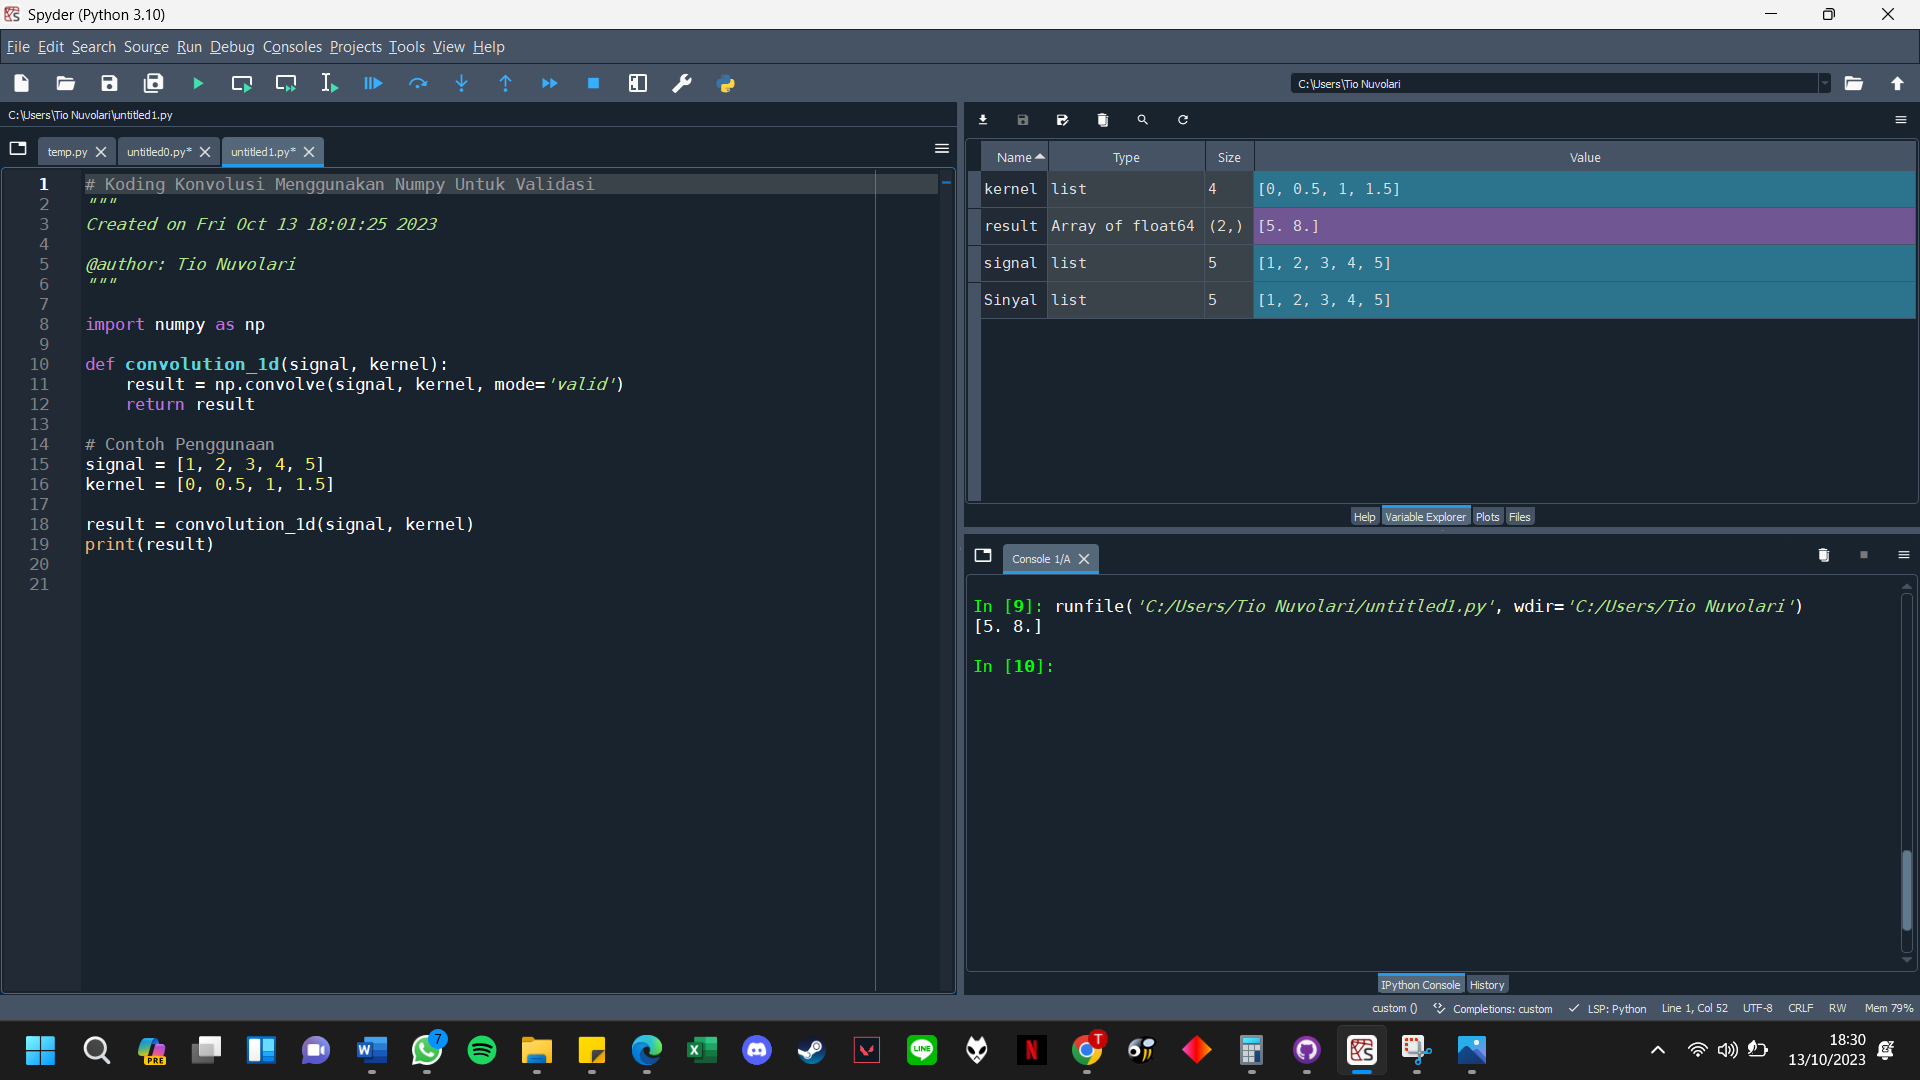 Spyder (Python 3.10)
File Edit Search Source Run Debug Consoles Projects Tools View Help
C:\Users\Tio Nuvolari
C:\Users\Tio Nuvolari\untitled1.py
temp.py
untitled0.py*
untitled1.py*
1 # Koding Konvolusi Menggunakan Numpy Untuk Validasi
2 """
3 Created on Fri Oct 13 18:01:25 2023
4
5 @author: Tio Nuvolari
6 """
7
8 import numpy as np
9
10 def convolution_1d(signal, kernel):
11     result = np.convolve(signal, kernel, mode='valid')
12     return result
13
14 # Contoh Penggunaan
15 signal = [1, 2, 3, 4, 5]
16 kernel = [0, 0.5, 1, 1.5]
17
18 result = convolution_1d(signal, kernel)
19 print(result)
20
21
Name Type Size Value
kernel list 4 [0, 0.5, 1, 1.5]
result Array of float64 (2,) [5. 8.]
signal list 5 [1, 2, 3, 4, 5]
Sinyal list 5 [1, 2, 3, 4, 5]
Help Variable Explorer Plots Files
Console 1/A
In [9]: runfile('C:/Users/Tio Nuvolari/untitled1.py', wdir='C:/Users/Tio Nuvolari')
[5. 8.]
In [10]:
IPython Console History
custom () Completions: custom LSP: Python Line 1, Col 52 UTF-8 CRLF RW Mem 79%
PRE
W
7
X
LINE
N
T
18:30
13/10/2023